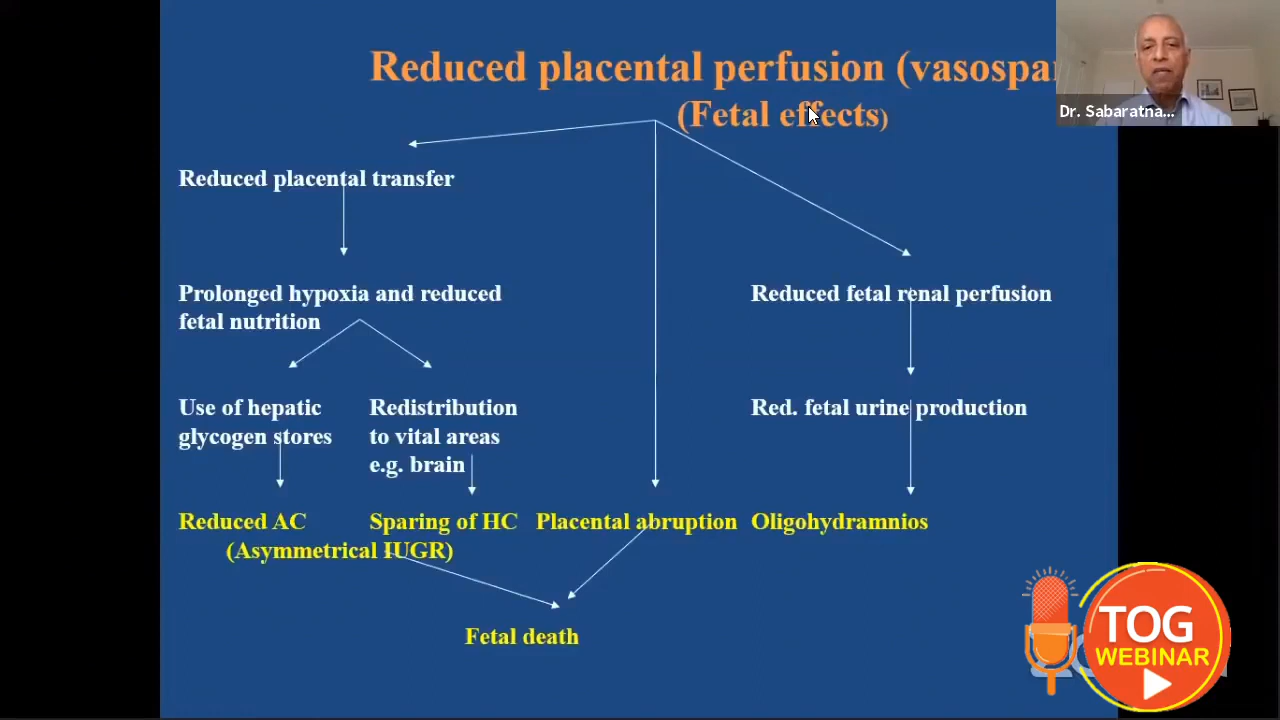 Reduced placental perfusion (vasospa
(Fetal effects)
Dr. Sabaratna...
Reduced placental transfer
Prolonged hypoxia and reduced
fetal nutrition
Reduced fetal renal perfusion
Use of hepatic
glycogen stores
Redistribution
to vital areas
e.g. brain
Red. fetal urine production
Reduced AC
Sparing of HC
Placental abruption
Oligohydramnios
(Asymmetrical IUGR)
Fetal death
TOG
WEBINAR